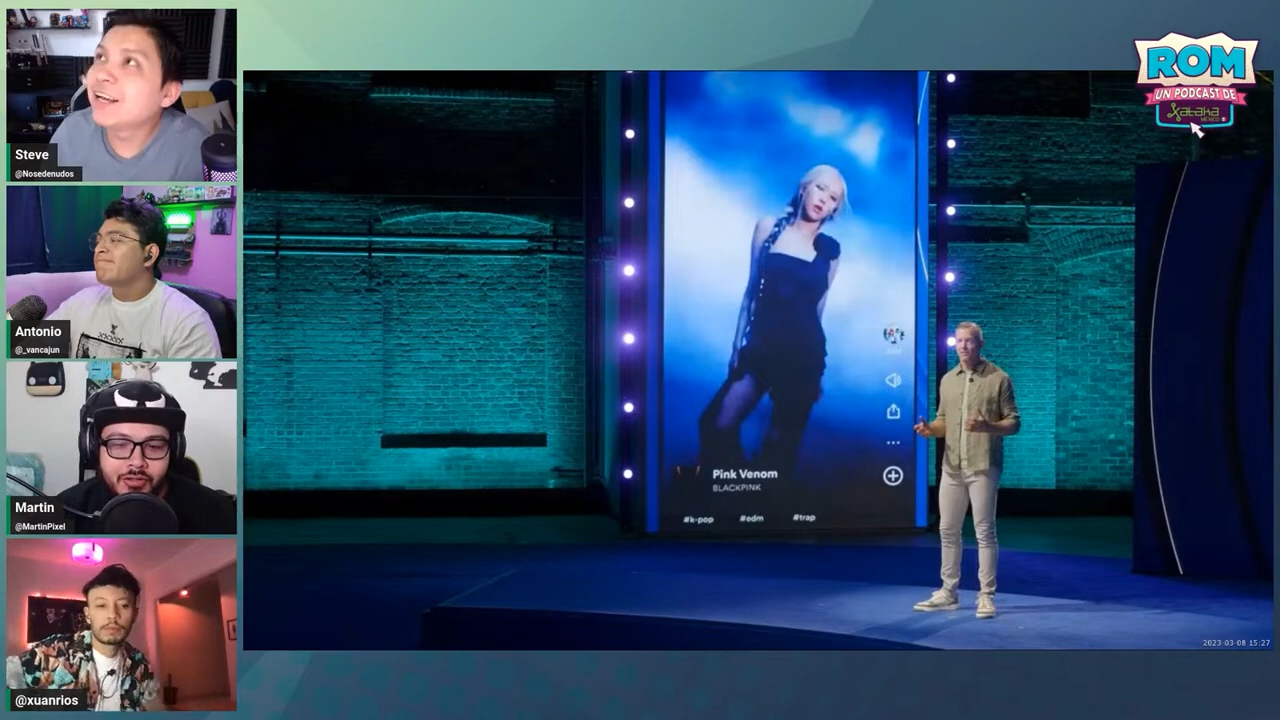 Steve
@Nosedenudos
Antonio
@_vancajun
Martin
@MartinPixel
@xuanrios
ROM
UN PODCAST DE
Xataka
MÉXICO
Pink Venom
BLACKPINK
#k-pop
#edm
#trap
2023-03-08 15:27